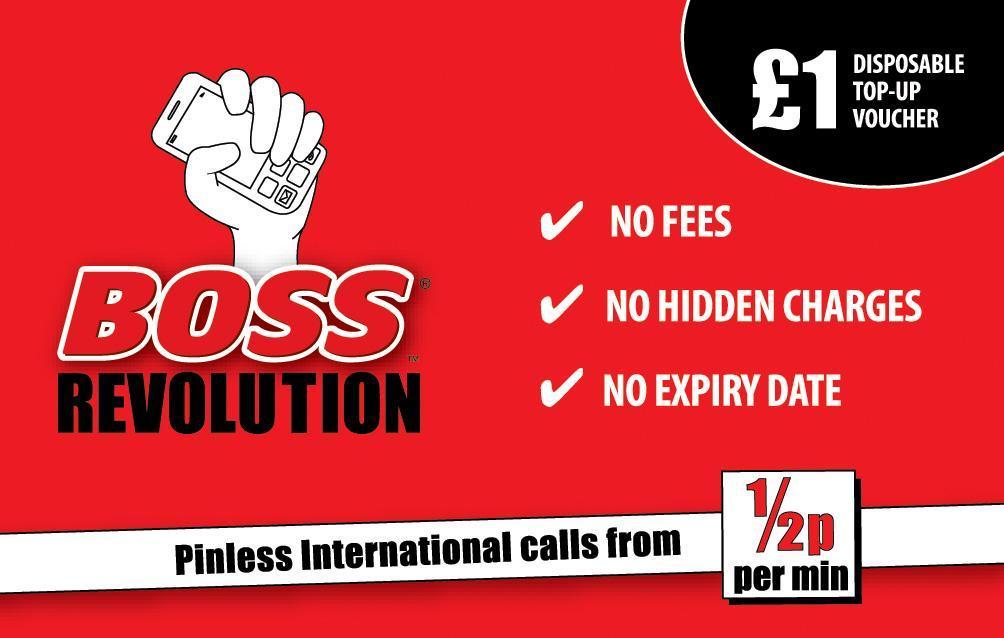 £1 DISPOSABLE
TOP-UP
VOUCHER
✔ NO FEES
✔ NO HIDDEN CHARGES
✔ NO EXPIRY DATE
BOSS®
™
REVOLUTION
Pinless International calls from
1/2p
per min